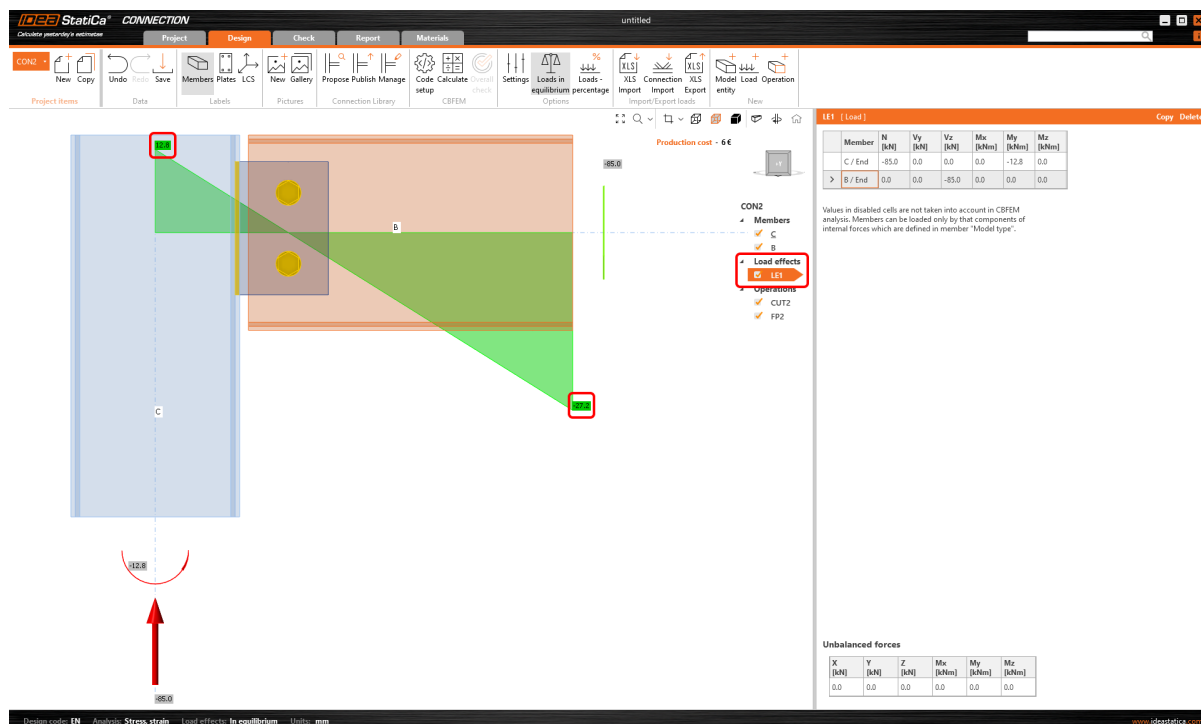 IDEA StatiCa® CONNECTION
untitled
Calculate yesterday's estimates
Project Design Check Report Materials
CON2
New Copy
Undo Redo Save
Members Plates LCS
New Gallery
Propose Publish Manage
Code setup Calculate Overall check
Settings Loads in equilibrium Loads - percentage
XLS Import Connection Import XLS Export
Model entity Load Operation
Project items Data Labels Pictures Connection Library CBFEM Options Import/Export loads New
Production cost - 6 €
12.8
-85.0
B
-27.2
C
-12.8
-85.0
CON2
Members
C
B
Load effects
LE1
Operations
CUT2
FP2
LE1 [Load]
Copy Delete
Member N [kN] Vy [kN] Vz [kN] Mx [kNm] My [kNm] Mz [kNm]
C / End -85.0 0.0 0.0 0.0 -12.8 0.0
> B / End 0.0 0.0 -85.0 0.0 0.0 0.0
Values in disabled cells are not taken into account in CBFEM
analysis. Members can be loaded only by that components of
internal forces which are defined in member "Model type".
Unbalanced forces
X [kN] Y [kN] Z [kN] Mx [kNm] My [kNm] Mz [kNm]
0.0 0.0 0.0 0.0 0.0 0.0
Design code: EN Analysis: Stress, strain Load effects: In equilibrium Units: mm
www.ideastatica.com